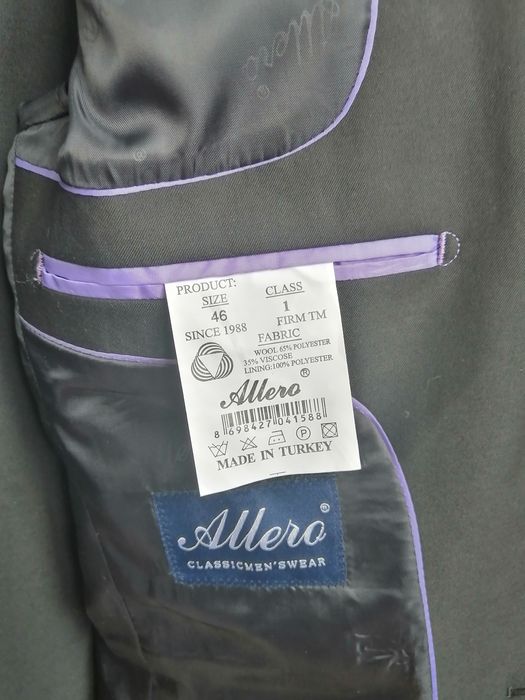 Allero
PRODUCT: CLASS
SIZE 1
46 FIRM TM
SINCE 1988 FABRIC
WOOL 65% POLYESTER
35% VISCOSE
LINING:100% POLYESTER
Allero®
8 698427 041588
MADE IN TURKEY
Allero®
CLASSICMEN'SWEAR